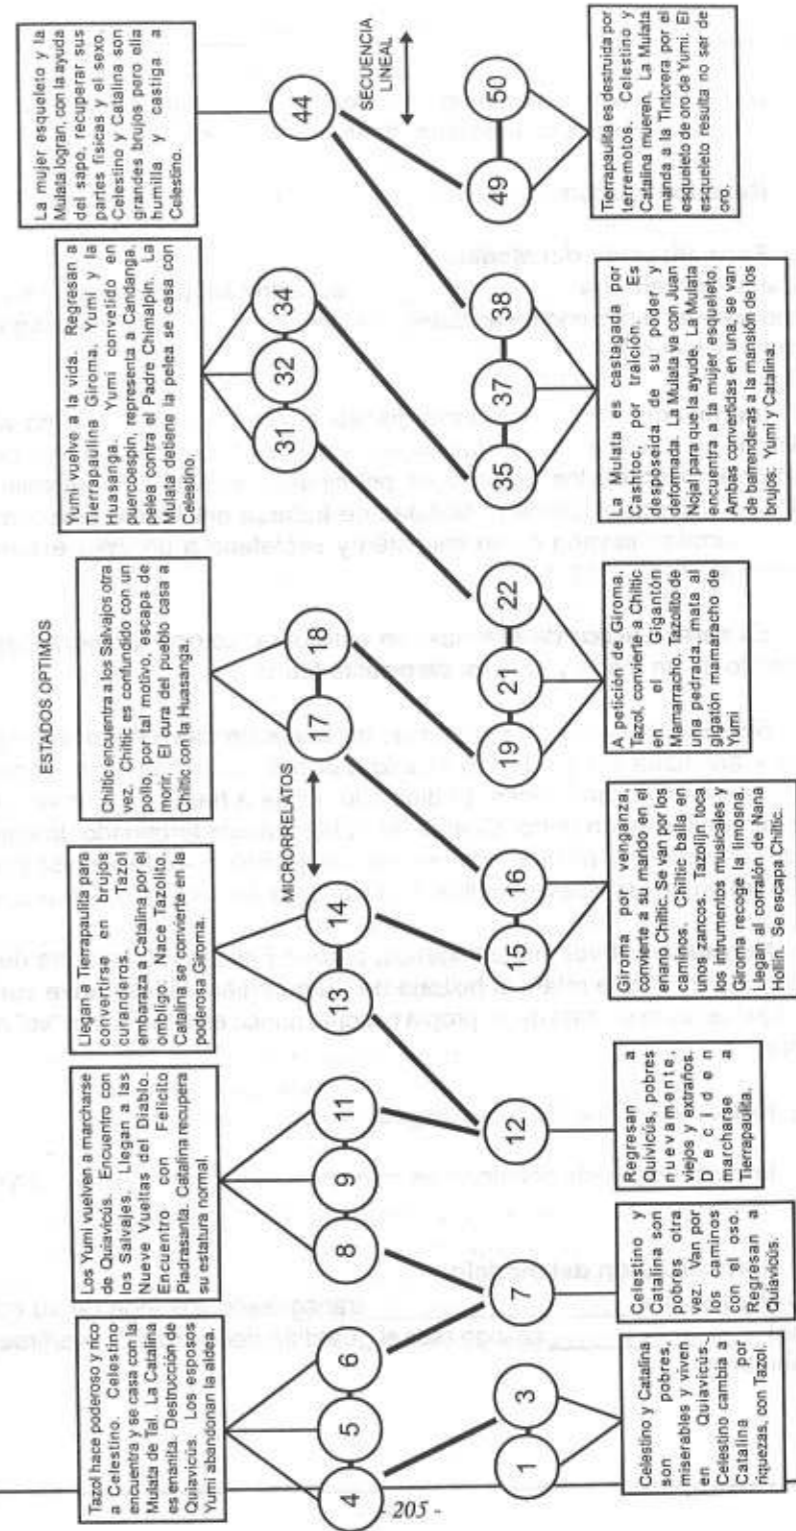 ESTADOS OPTIMOS
Tazol hace poderoso y rico
a Celestino. Celestino
encuentra y se casa con la
Mulata de Tal. La Catalina
es enanita. Destrucción de
Quiavicús. Los esposos
Yumi abandonan la aldea.
Los Yumi vuelven a marcharse
de Quiavicús. Encuentro con
los Salvajes. Llegan a las
Nueve Vueltas del Diablo.
Encuentro con Felicito
Piadrasanta. Catalina recupera
su estatura normal.
Llegan a Tierrapaulita para
convertirse en brujos
curanderos. Tazol
embaraza a Catalina por el
ombligo. Nace Tazolito.
Catalina se convierte en la
poderosa Giroma.
Chiltic encuentra a los Salvajos otra
vez. Chiltic es confundido con un
pollo, por tal motivo, escapa de
morir. El cura del pueblo casa a
Chiltic con la Huasanga.
Yumi vuelve a la vida. Regresan a
Tierrapaulina Giroma, Yumi y la
Huasanga. Yumi convetido en
puercoespin, representa a Candanga,
pelea contra el Padre Chimalpín. La
Mulata detiene la pelea se casa con
Celestino.
La mujer esqueleto y la
Mulata logran, con la ayuda
del sapo, recuperar sus
partes físicas y el sexo.
Celestino y Catalina son
grandes brujos pero ella
humilla y castiga a
Celestino.
4
5
6
8
9
11
13
14
MICRORRELATOS
17
18
31
32
34
44
SECUENCIA
LINEAL
1
3
7
12
15
16
19
21
22
35
37
38
49
50
Celestino y Catalina
son pobres,
miserables y viven
en Quiavicús.
Celestino cambia a
Catalina por
riquezas, con Tazol.
Celestino y
Catalina son
pobres otra
vez. Van por
los caminos
con el oso.
Regresan a
Quiavicús.
Regresan a
Quivicús, pobres
nuevamente,
viejos y extraños.
Deciden
marcharse a
Tierrapaulita.
Giroma por venganza,
convierte a su marido en el
enano Chiltic. Se van por los
caminos. Chiltic baila en
unos zancos. Tazolijn toca
los intrumentos musicales y
Giroma recoge la limosna.
Llegan al corralón de Nana
Hollín. Se escapa Chiltic.
A petición de Giroma,
Tazol, convierte a Chiltic
en el Gigantón
Mamarracho. Tazolito de
una pedrada, mata al
gigatón mamarracho de
Yumi
La Mulata es castagada por
Cashtoc, por traición. Es
desposeida de su poder y
deformada. La Mulata va con Juan
Nojal para que la ayude. La Mulata
encuentra a la mujer esqueleto.
Ambas convertidas en una, se van
de barrenderas a la mansión de los
brujos: Yumi y Catalina.
Tierrapaulita es destruida por
terremotos. Celestino y
Catalina mueren. La Mulata
manda a la Tintorera por el
esqueleto de oro de Yumi. El
esqueleto resulta no ser de
oro.
- 205 -